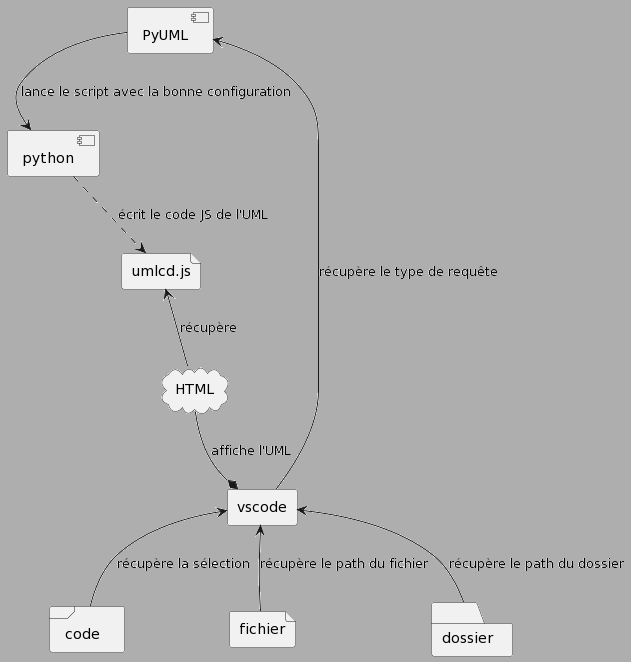 PyUML
lance le script avec la bonne configuration
python
écrit le code JS de l'UML
umlcd.js
récupère le type de requête
récupère
HTML
affiche l'UML
vscode
récupère la sélection
récupère le path du fichier
récupère le path du dossier
code
fichier
dossier